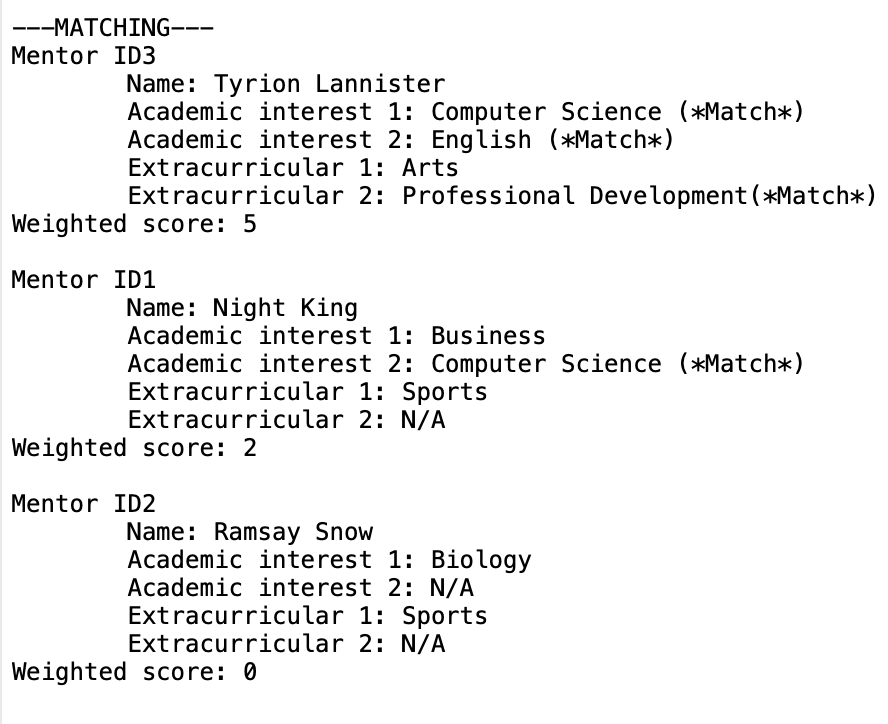 ---MATCHING---
Mentor ID3
Name: Tyrion Lannister
Academic interest 1: Computer Science (*Match*)
Academic interest 2: English (*Match*)
Extracurricular 1: Arts
Extracurricular 2: Professional Development(*Match*)
Weighted score: 5
Mentor ID1
Name: Night King
Academic interest 1: Business
Academic interest 2: Computer Science (*Match*)
Extracurricular 1: Sports
Extracurricular 2: N/A
Weighted score: 2
Mentor ID2
Name: Ramsay Snow
Academic interest 1: Biology
Academic interest 2: N/A
Extracurricular 1: Sports
Extracurricular 2: N/A
Weighted score: 0